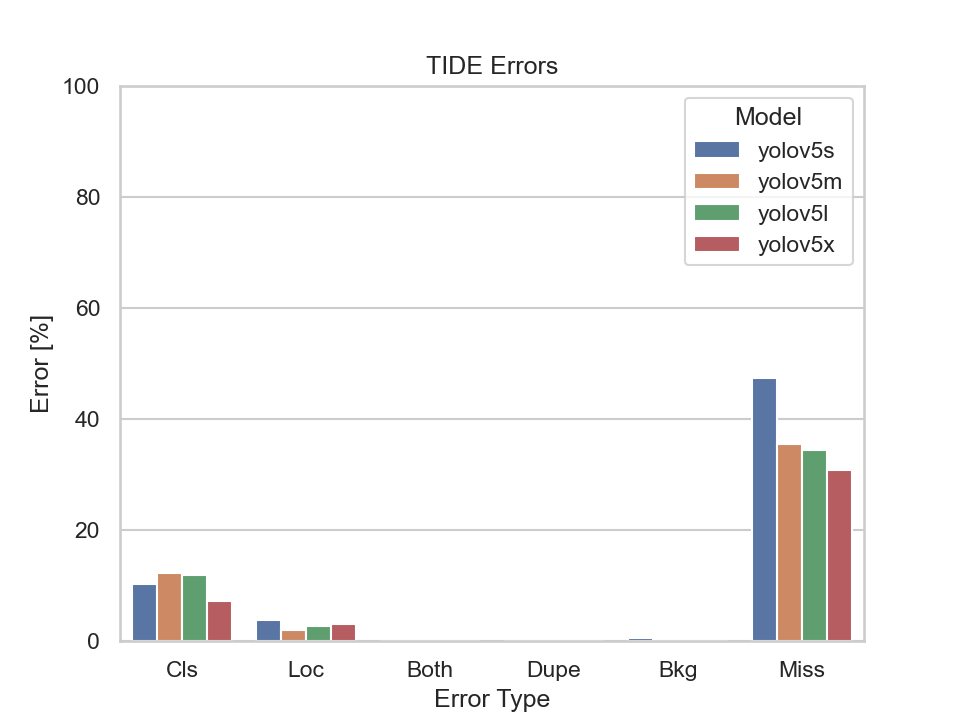 TIDE Errors
100
80
60
40
20
0
Error [%]
Model
yolov5s
yolov5m
yolov5l
yolov5x
Cls Loc Both Dupe Bkg Miss
Error Type